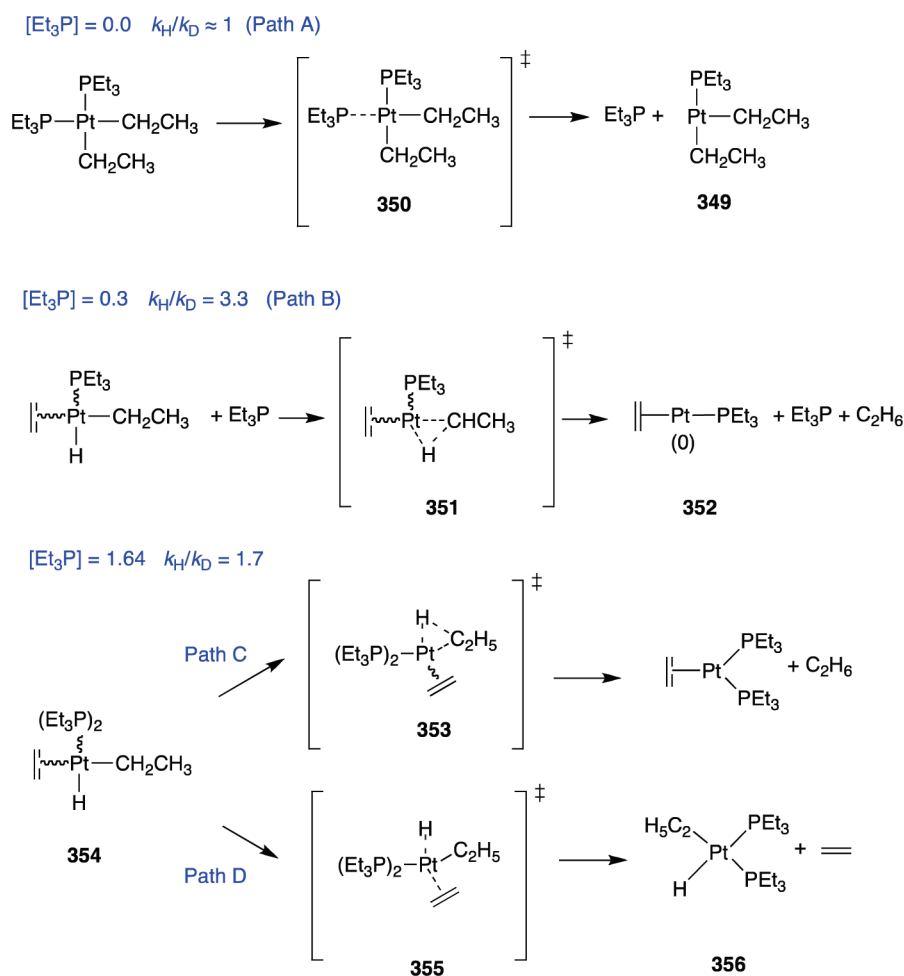 [Et₃P] = 0.0 kH/kD ≈ 1 (Path A)
PEt₃
Et₃P Pt CH₂CH₃
CH₂CH₃
PEt₃
Et₃P Pt CH₂CH₃
CH₂CH₃
‡
350
Et₃P +
PEt₃
Pt CH₂CH₃
CH₂CH₃
349
[Et₃P] = 0.3 kH/kD = 3.3 (Path B)
PEt₃
Pt CH₂CH₃
H
+ Et₃P
PEt₃
Pt CHCH₃
H
‡
351
Pt PEt₃ + Et₃P + C₂H₆
(0)
352
[Et₃P] = 1.64 kH/kD = 1.7
Path C
H
(Et₃P)₂ Pt C₂H₅
‡
353
PEt₃
Pt + C₂H₆
PEt₃
(Et₃P)₂
Pt CH₂CH₃
H
354
Path D
H
(Et₃P)₂ Pt C₂H₅
‡
355
H₅C₂ PEt₃
Pt +
H PEt₃
356